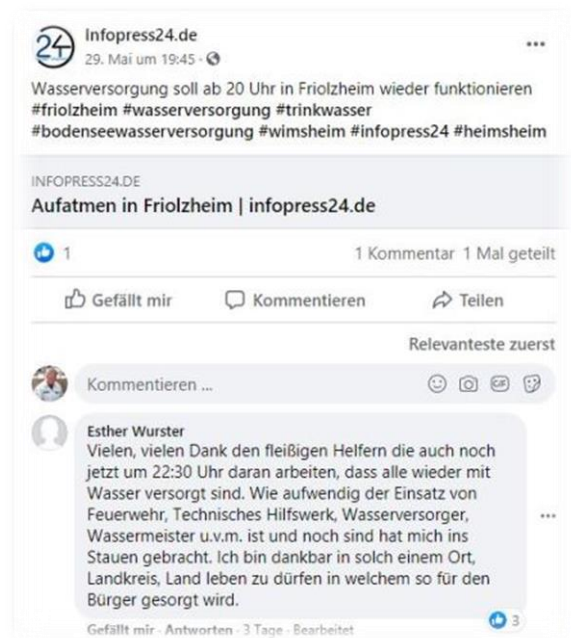 24
Infopress24.de
29. Mai um 19:45 ·
Wasserversorgung soll ab 20 Uhr in Friolzheim wieder funktionieren
#friolzheim #wasserversorgung #trinkwasser
#bodenseewasserversorgung #wimsheim #infopress24 #heimsheim
INFOPRESS24.DE
Aufatmen in Friolzheim | infopress24.de
1
1 Kommentar 1 Mal geteilt
Gefällt mir Kommentieren Teilen
Relevanteste zuerst
Kommentieren ...
GIF
Esther Wurster
Vielen, vielen Dank den fleißigen Helfern die auch noch
jetzt um 22:30 Uhr daran arbeiten, dass alle wieder mit
Wasser versorgt sind. Wie aufwendig der Einsatz von
Feuerwehr, Technisches Hilfswerk, Wasserversorger,
Wassermeister u.v.m. ist und noch sind hat mich ins
Stauen gebracht. Ich bin dankbar in solch einem Ort,
Landkreis, Land leben zu dürfen in welchem so für den
Bürger gesorgt wird.
3
Gefällt mir · Antworten · 3 Tage · Bearbeitet